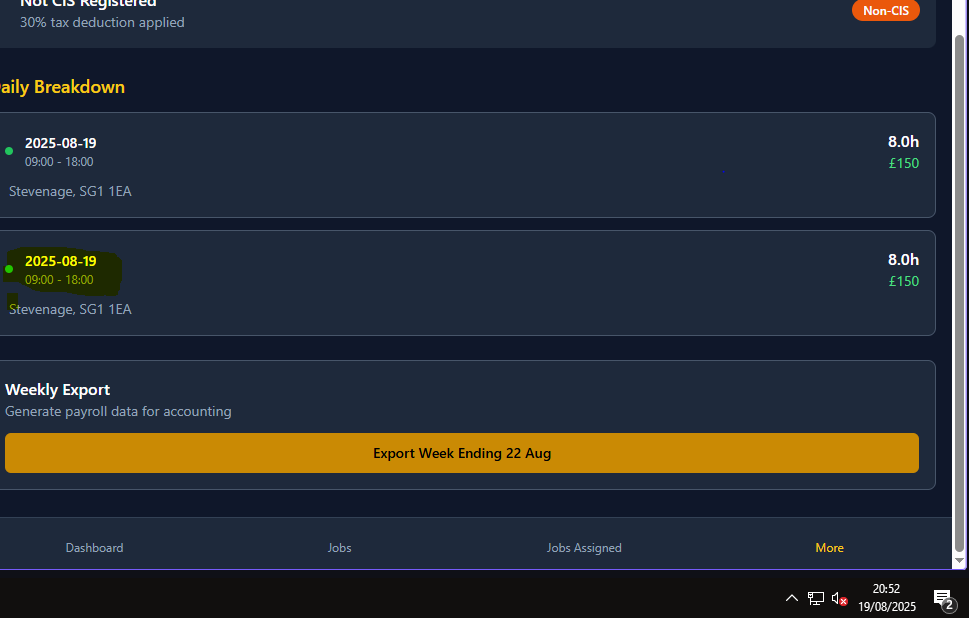 Not CIS Registered
30% tax deduction applied
Non-CIS
aily Breakdown
2025-08-19
09:00 - 18:00
8.0h
£150
Stevenage, SG1 1EA
2025-08-19
09:00 - 18:00
8.0h
£150
Stevenage, SG1 1EA
Weekly Export
Generate payroll data for accounting
Export Week Ending 22 Aug
Dashboard
Jobs
Jobs Assigned
More
20:52
19/08/2025
2